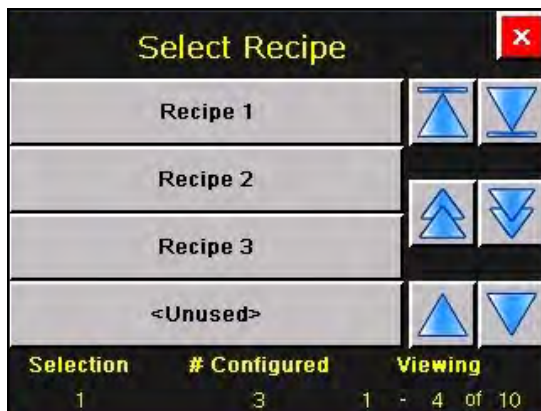 Select Recipe
Recipe 1
Recipe 2
Recipe 3
<Unused>
Selection # Configured Viewing
1 3 1 - 4 of 10